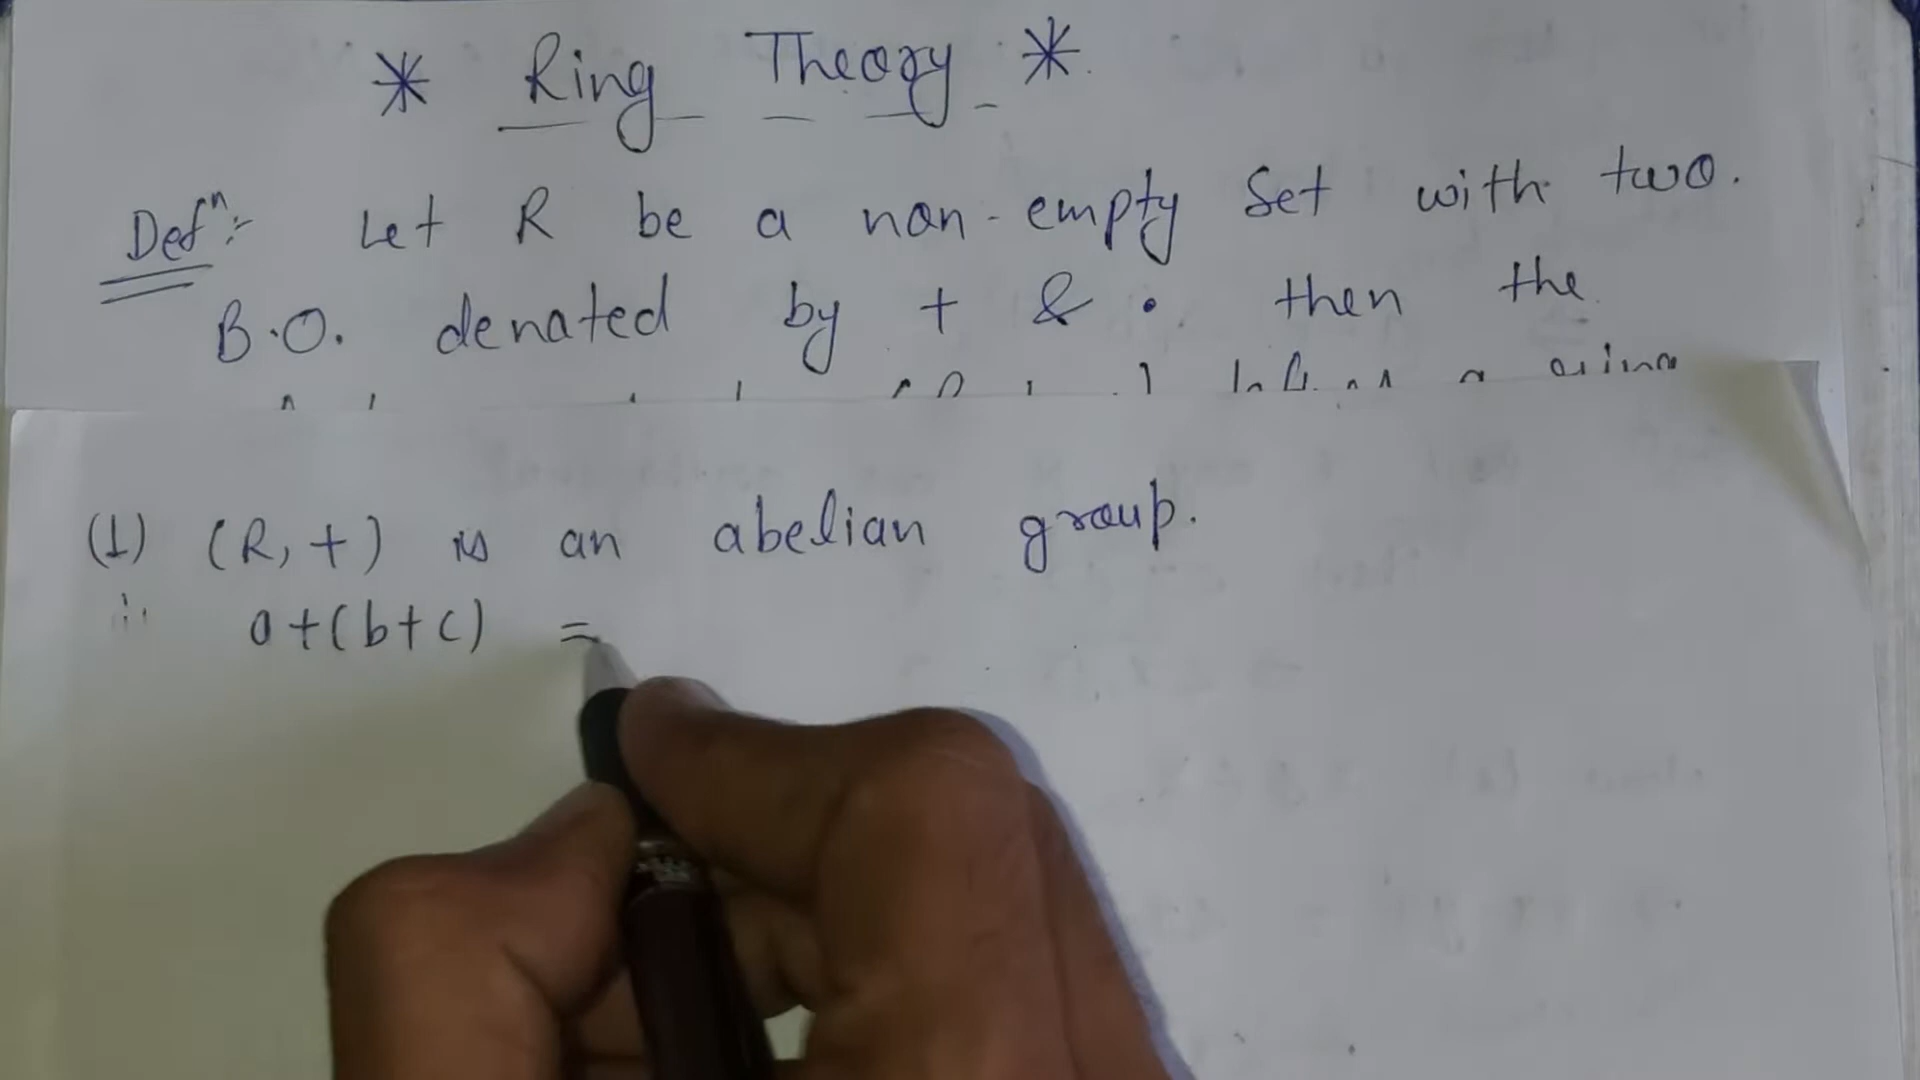 * Ring Theory *
Defⁿ:- Let R be a non-empty set with two.
B.O. denated by + & • then the
(1) (R, +) is an abelian group.
∴ a+(b+c) =